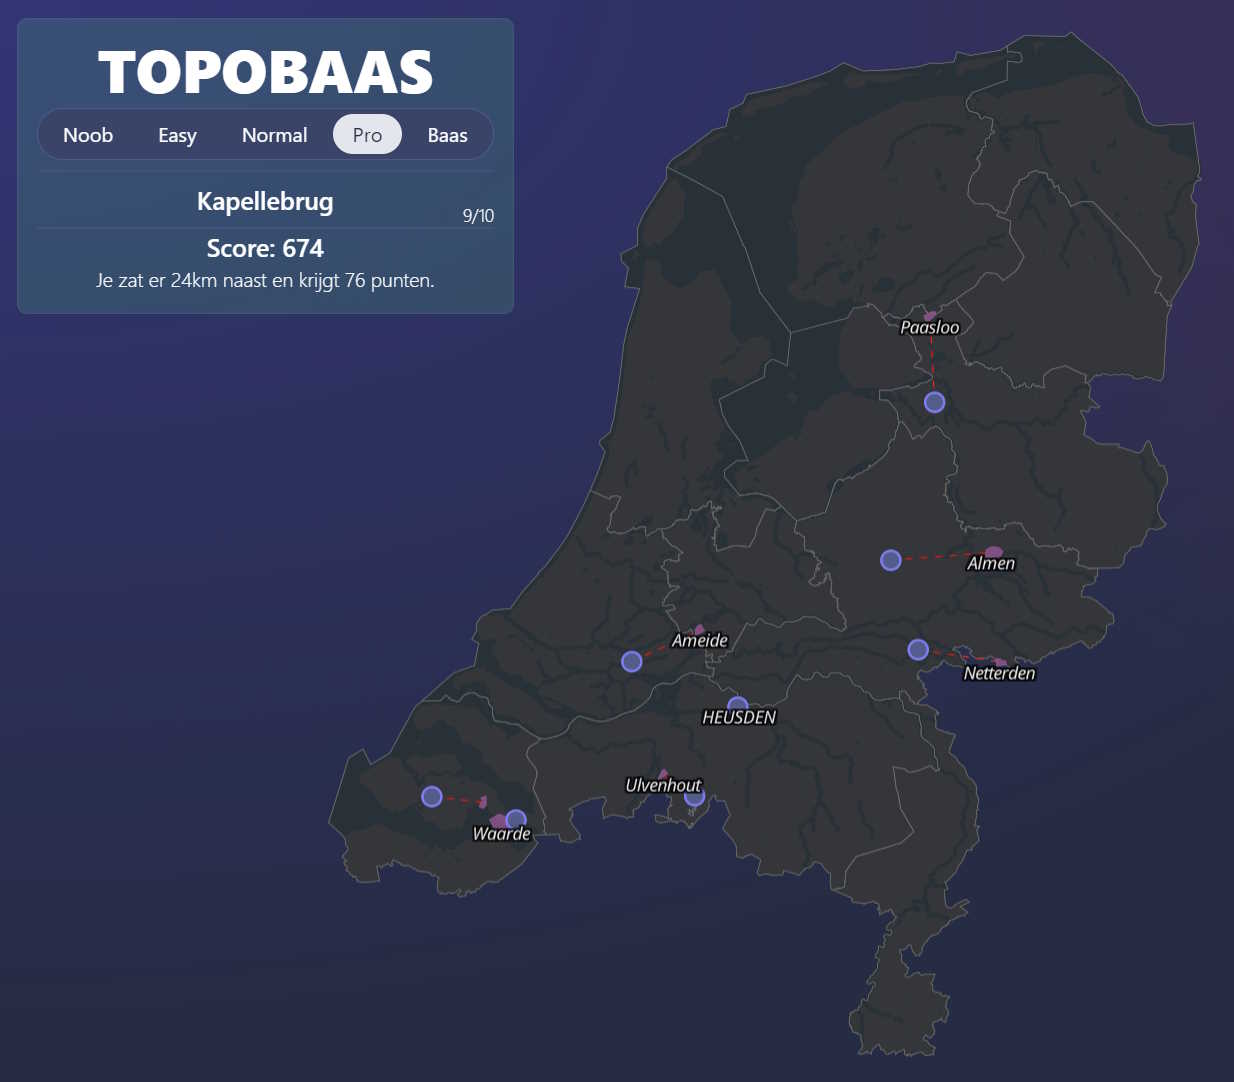 TOPOBAAS
Noob Easy Normal Pro Baas
Kapellebrug
9/10
Score: 674
Je zat er 24km naast en krijgt 76 punten.
Paasloo
Almen
Ameide
Netterden
HEUSDEN
Ulvenhout
Waarde